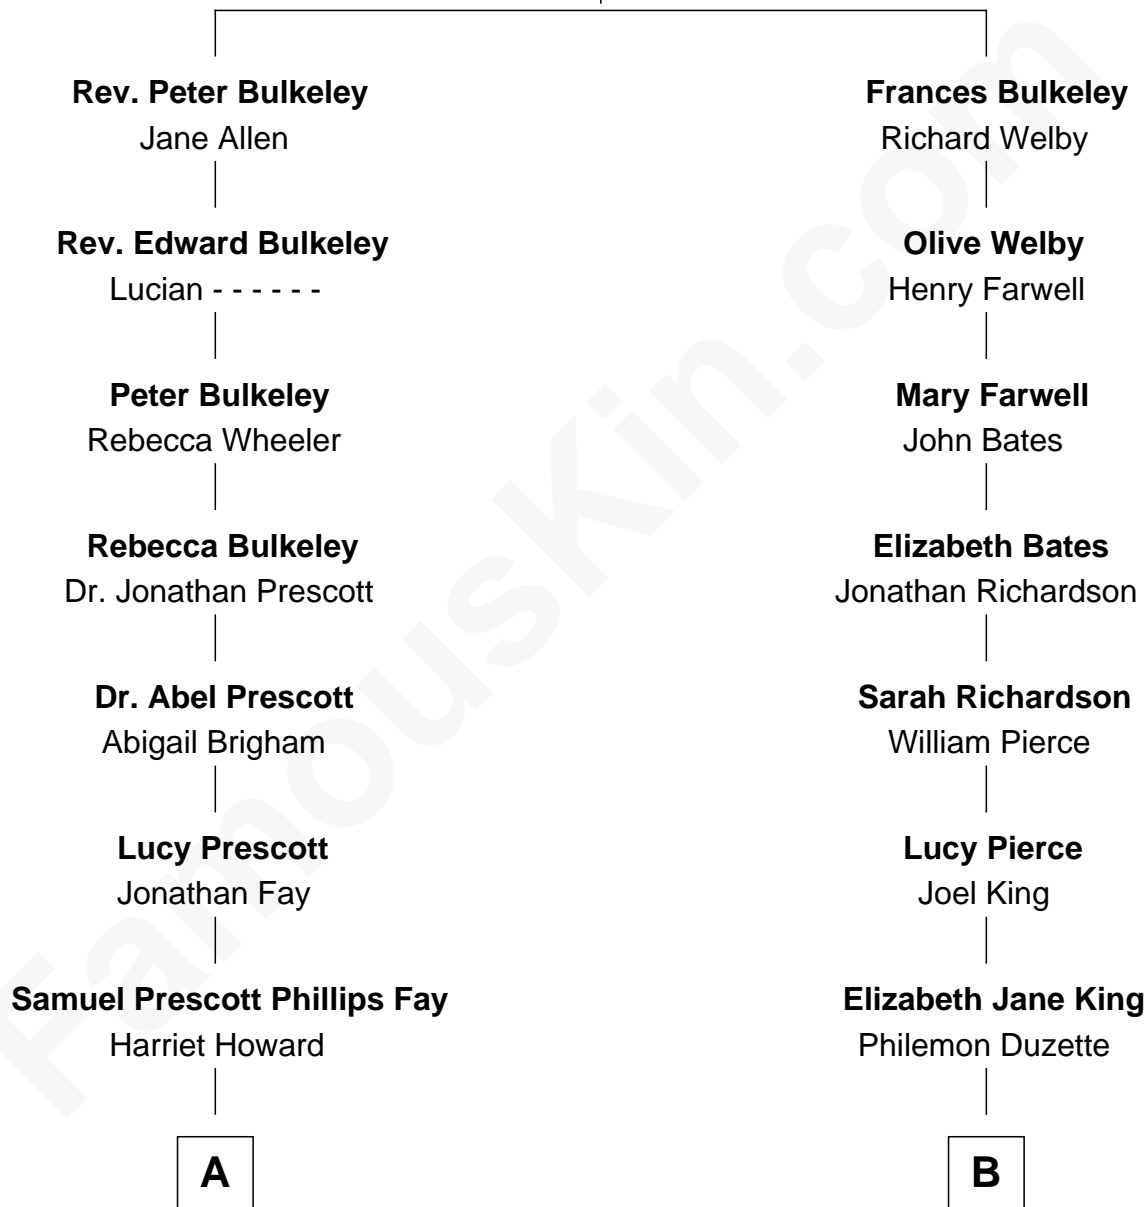 Rev. Peter Bulkeley
Jane Allen
Frances Bulkeley
Richard Welby
Rev. Edward Bulkeley
Lucian - - - - - -
Olive Welby
Henry Farwell
Peter Bulkeley
Rebecca Wheeler
Mary Farwell
John Bates
Rebecca Bulkeley
Dr. Jonathan Prescott
Elizabeth Bates
Jonathan Richardson
Dr. Abel Prescott
Abigail Brigham
Sarah Richardson
William Pierce
Lucy Prescott
Jonathan Fay
Lucy Pierce
Joel King
Samuel Prescott Phillips Fay
Harriet Howard
Elizabeth Jane King
Philemon Duzette
A
B
FamousKin.com